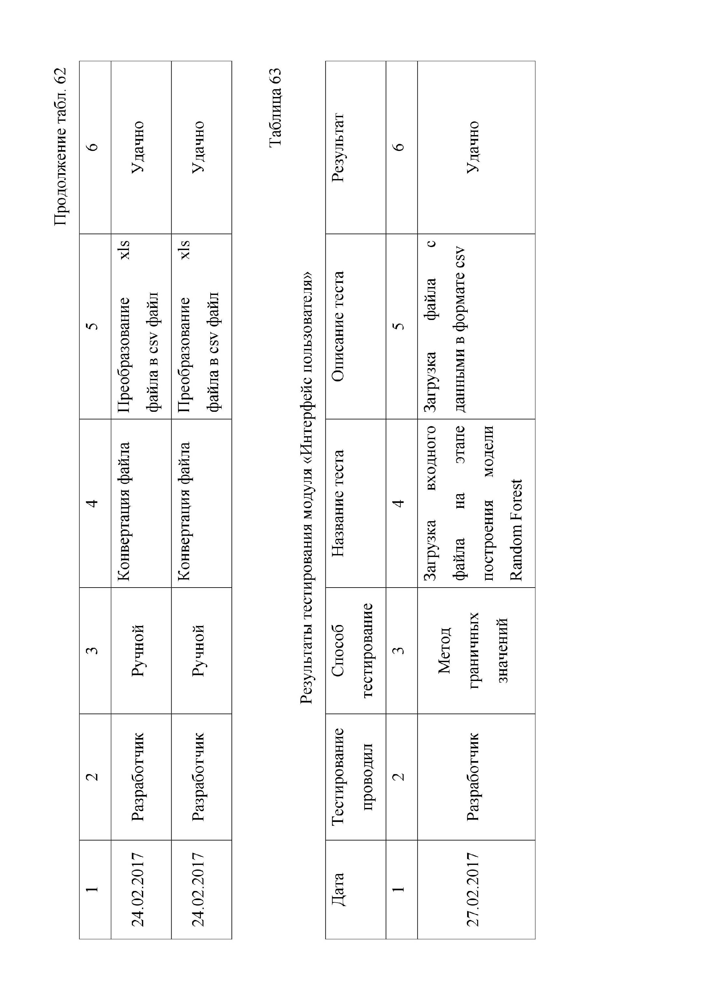 Продолжение табл. 62
1 2 3 4 5 6
24.02.2017 Разработчик Ручной Конвертация файла Преобразование xls
файла в csv файл
Удачно
24.02.2017 Разработчик Ручной Конвертация файла Преобразование xls
файла в csv файл
Удачно
Таблица 63
Результаты тестирования модуля «Интерфейс пользователя»
Дата
Тестирование
проводил
Способ
тестирование
Название теста
Описание теста
Результат
1 2 3 4 5 6
27.02.2017
Разработчик
Метод
граничных
значений
Загрузка входного
файла на этапе
построения модели
Random Forest
Загрузка файла с
данными в формате csv
Удачно